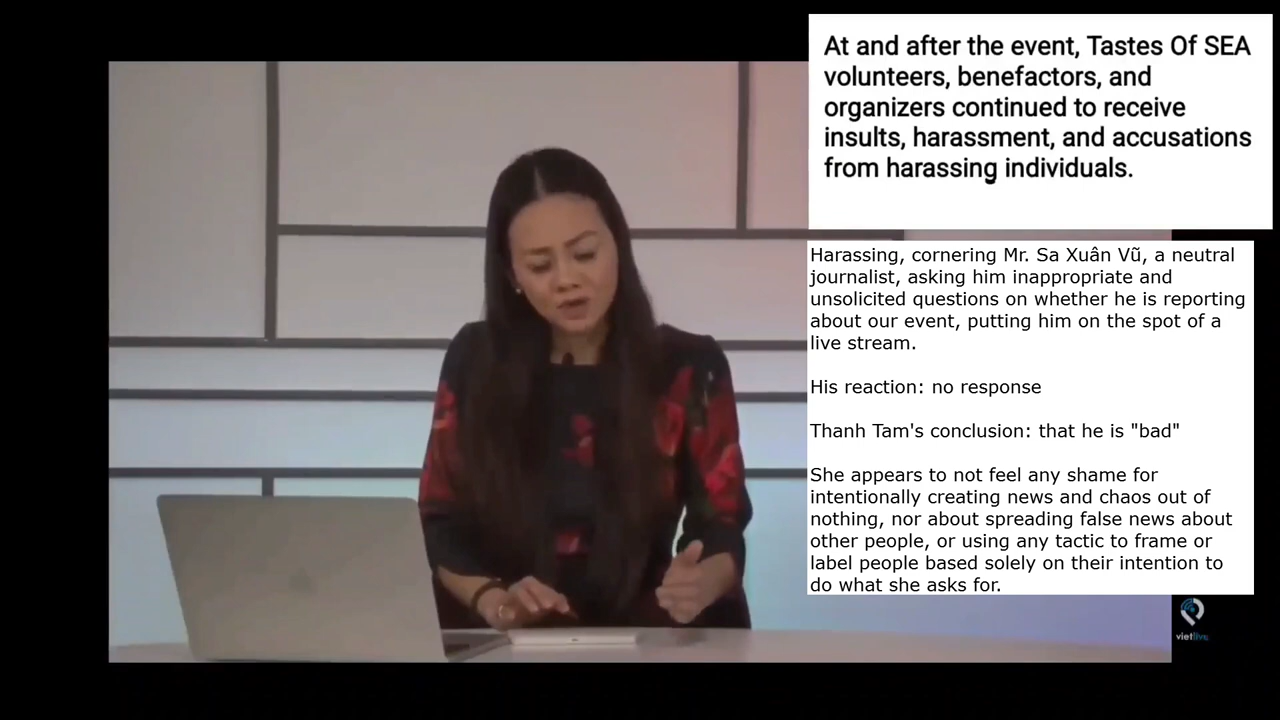 At and after the event, Tastes Of SEA
volunteers, benefactors, and
organizers continued to receive
insults, harassment, and accusations
from harassing individuals.
Harassing, cornering Mr. Sa Xuân Vũ, a neutral
journalist, asking him inappropriate and
unsolicited questions on whether he is reporting
about our event, putting him on the spot of a
live stream.
His reaction: no response
Thanh Tam's conclusion: that he is "bad"
She appears to not feel any shame for
intentionally creating news and chaos out of
nothing, nor about spreading false news about
other people, or using any tactic to frame or
label people based solely on their intention to
do what she asks for.
vietlive